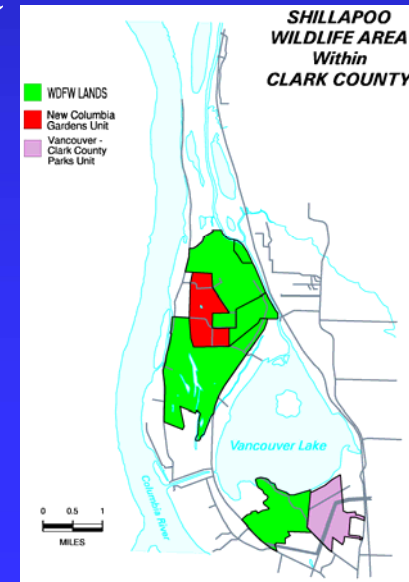 SHILLAPOO
WILDLIFE AREA
Within
CLARK COUNTY
WDFW LANDS
New Columbia
Gardens Unit
Vancouver -
Clark County
Parks Unit
Vancouver Lake
Columbia River
0 0.5 1
MILES